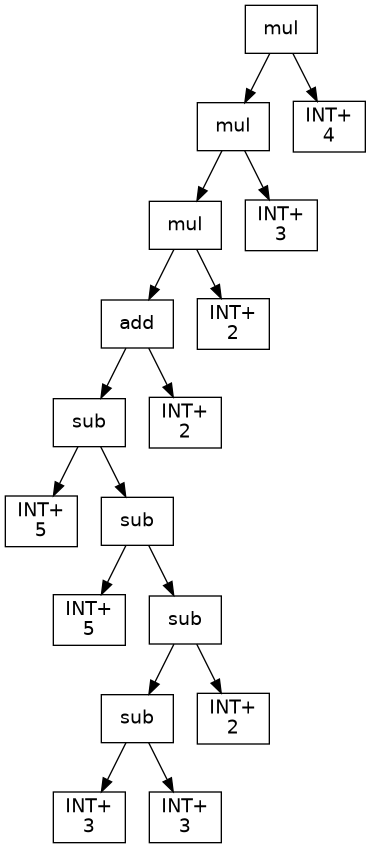 mul
mul
INT+
4
mul
INT+
3
add
INT+
2
sub
INT+
2
INT+
5
sub
INT+
5
sub
sub
INT+
2
INT+
3
INT+
3